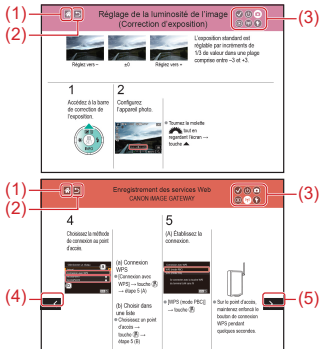 (1)
(2)
(3)
Réglage de la luminosité de l'image
(Correction d'exposition)
Réglez vers –
±0
Réglez vers +
L'exposition standard est
réglable par incréments de
1/3 de valeur dans une plage
comprise entre –3 et +3.
1
Accédez à la barre
de correction de
l'exposition.
2
Configurez
l'appareil photo.
Tournez la molette
tout en
regardant l'écran →
touche ▲
(1)
(2)
(3)
Enregistrement des services Web
CANON IMAGE GATEWAY
4
Choisissez la méthode
de connexion au point
d'accès.
(a) Connexion
WPS
[Connexion avec
WPS] → touche
→ étape 5 (A)
(b) Choisir dans
une liste
Choisissez un point
d'accès →
touche →
étape 5 (B)
5
(A) Établissez la
connexion.
[WPS (mode PBC)]
→ touche
Sur le point d'accès,
maintenez enfoncé le
bouton de connexion
WPS pendant
quelques secondes.
(4)
(5)